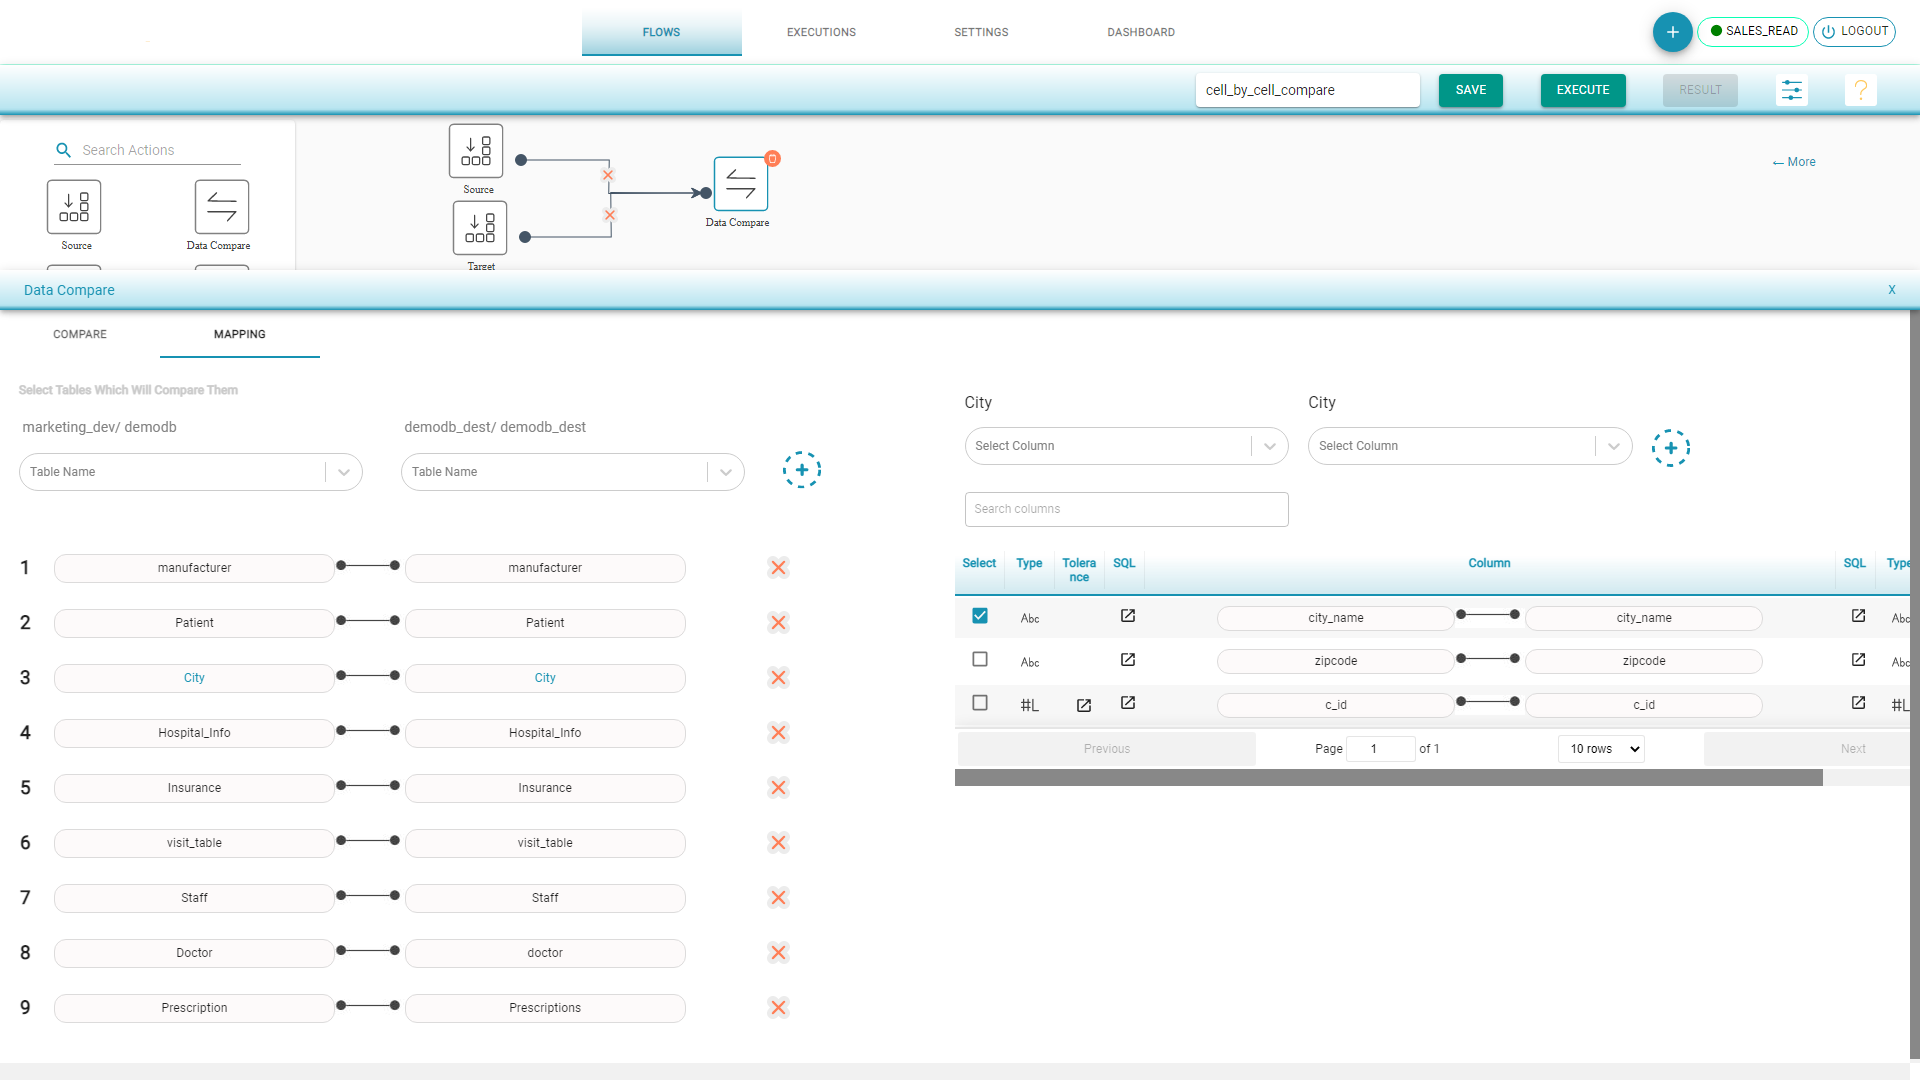 FLOWS EXECUTIONS SETTINGS DASHBOARD SALES_READ LOGOUT
cell_by_cell_compare SAVE EXECUTE RESULT ?
Search Actions
← More
Source
Data Compare
Source
Target
Data Compare
Data Compare X
COMPARE MAPPING
Select Tables Which Will Compare Them
marketing_dev/ demodb demodb_dest/ demodb_dest
Table Name Table Name
1 manufacturer manufacturer
2 Patient Patient
3 City City
4 Hospital_Info Hospital_Info
5 Insurance Insurance
6 visit_table visit_table
7 Staff Staff
8 Doctor doctor
9 Prescription Prescriptions
City City
Select Column Select Column
Search columns
Select Type Tolera SQL Column SQL Type
nce
Abc city_name city_name Abc
Abc zipcode zipcode Abc
#L c_id c_id #L
Previous Page 1 of 1 10 rows Next